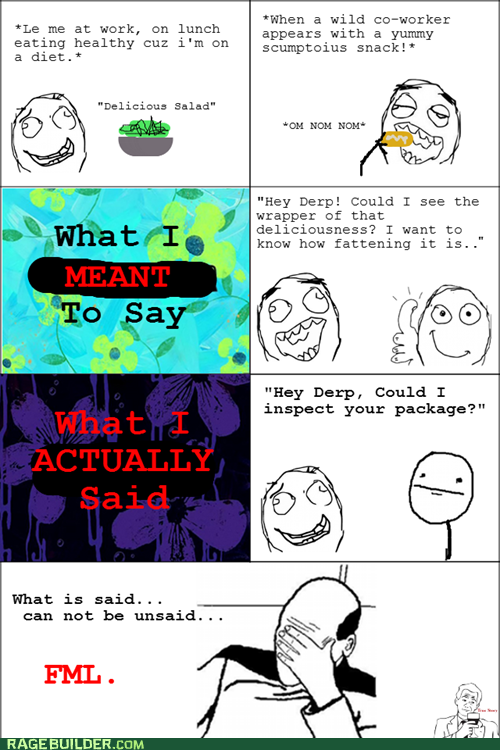 *Le me at work, on lunch
eating healthy cuz i'm on
a diet.*
"Delicious Salad"
*When a wild co-worker
appears with a yummy
scumptoius snack!*
*OM NOM NOM*
What I
MEANT
To Say
"Hey Derp! Could I see the
wrapper of that
deliciousness? I want to
know how fattening it is.."
What I
ACTUALLY
Said
"Hey Derp, Could I
inspect your package?"
What is said...
can not be unsaid...
FML.
RAGEBUILDER.COM